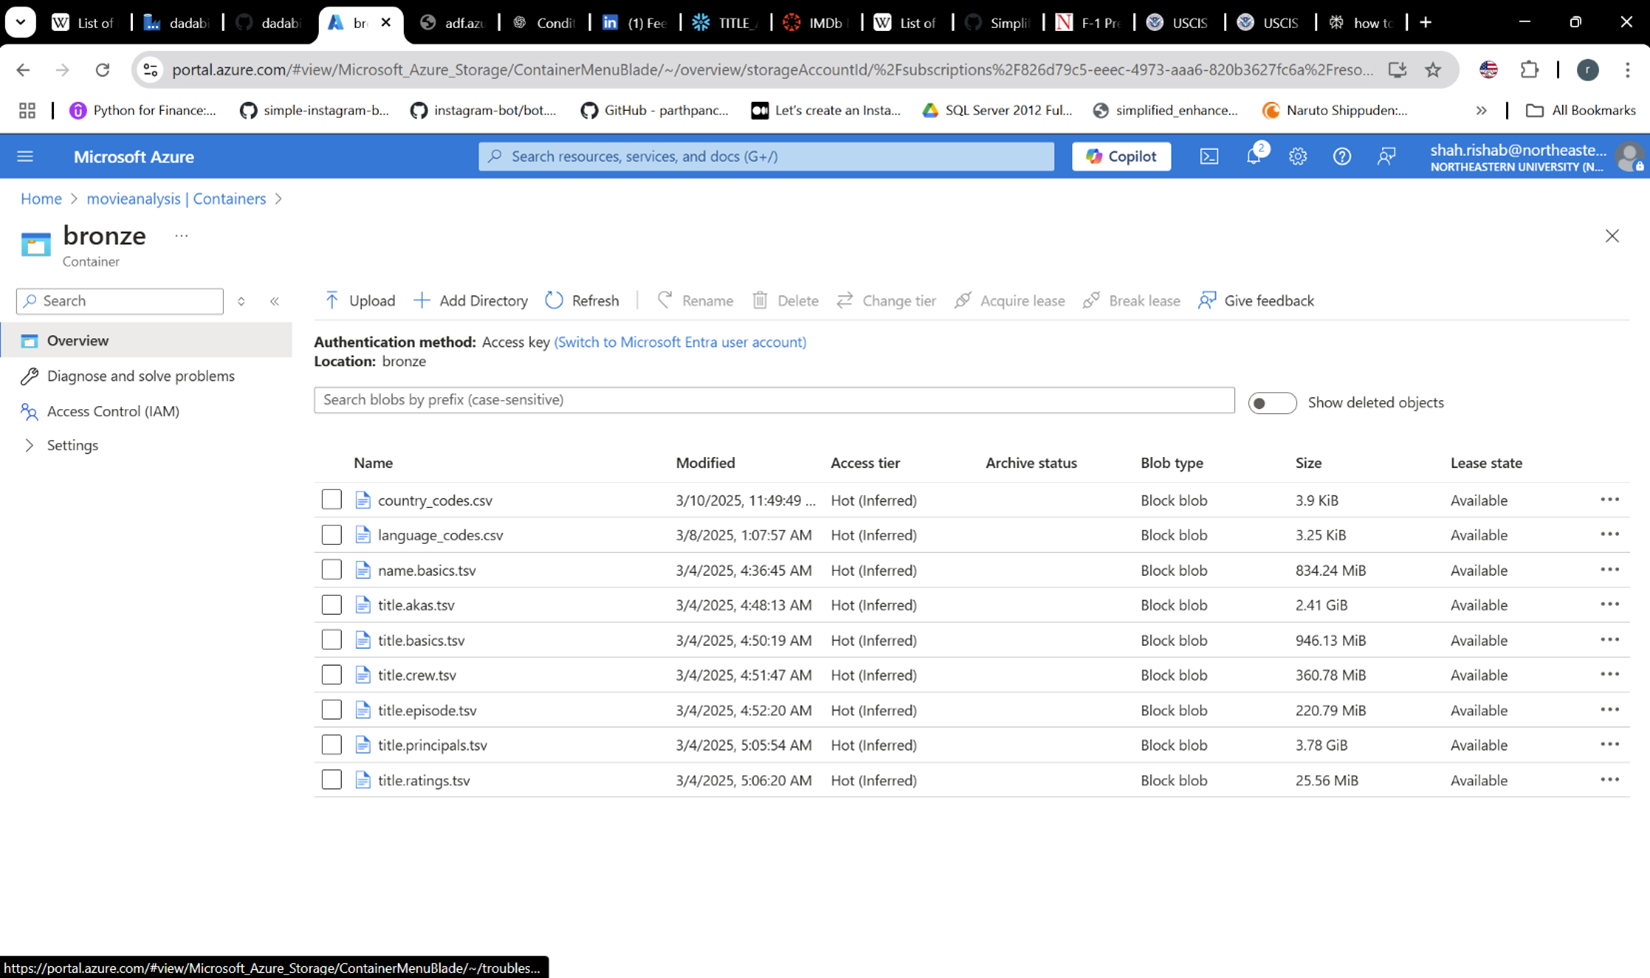 List of
dadabi
dadabi
br
adf.azu
Condit
(1) Fee
TITLE_
IMDb
List of
Simplif
F-1 Pre
USCIS
USCIS
how to
portal.azure.com/#view/Microsoft_Azure_Storage/ContainerMenuBlade/~/overview/storageAccountId/%2Fsubscriptions%2F826d79c5-eeec-4973-aaa6-820b3627fc6a%2Freso...
Python for Finance:...
simple-instagram-b...
instagram-bot/bot....
GitHub - parthpanc...
Let's create an Insta...
SQL Server 2012 Ful...
simplified_enhance...
Naruto Shippuden:...
All Bookmarks
Microsoft Azure
Search resources, services, and docs (G+/)
Copilot
2
shah.rishab@northeaste...
NORTHEASTERN UNIVERSITY (N...
Home > movieanalysis | Containers >
bronze ...
Container
Search
Upload
Add Directory
Refresh
Rename
Delete
Change tier
Acquire lease
Break lease
Give feedback
Overview
Diagnose and solve problems
Access Control (IAM)
Settings
Authentication method: Access key (Switch to Microsoft Entra user account)
Location: bronze
Search blobs by prefix (case-sensitive)
Show deleted objects
Name Modified Access tier Archive status Blob type Size Lease state
country_codes.csv 3/10/2025, 11:49:49 ... Hot (Inferred) Block blob 3.9 KiB Available
language_codes.csv 3/8/2025, 1:07:57 AM Hot (Inferred) Block blob 3.25 KiB Available
name.basics.tsv 3/4/2025, 4:36:45 AM Hot (Inferred) Block blob 834.24 MiB Available
title.akas.tsv 3/4/2025, 4:48:13 AM Hot (Inferred) Block blob 2.41 GiB Available
title.basics.tsv 3/4/2025, 4:50:19 AM Hot (Inferred) Block blob 946.13 MiB Available
title.crew.tsv 3/4/2025, 4:51:47 AM Hot (Inferred) Block blob 360.78 MiB Available
title.episode.tsv 3/4/2025, 4:52:20 AM Hot (Inferred) Block blob 220.79 MiB Available
title.principals.tsv 3/4/2025, 5:05:54 AM Hot (Inferred) Block blob 3.78 GiB Available
title.ratings.tsv 3/4/2025, 5:06:20 AM Hot (Inferred) Block blob 25.56 MiB Available
https://portal.azure.com/#view/Microsoft_Azure_Storage/ContainerMenuBlade/~/troubles...